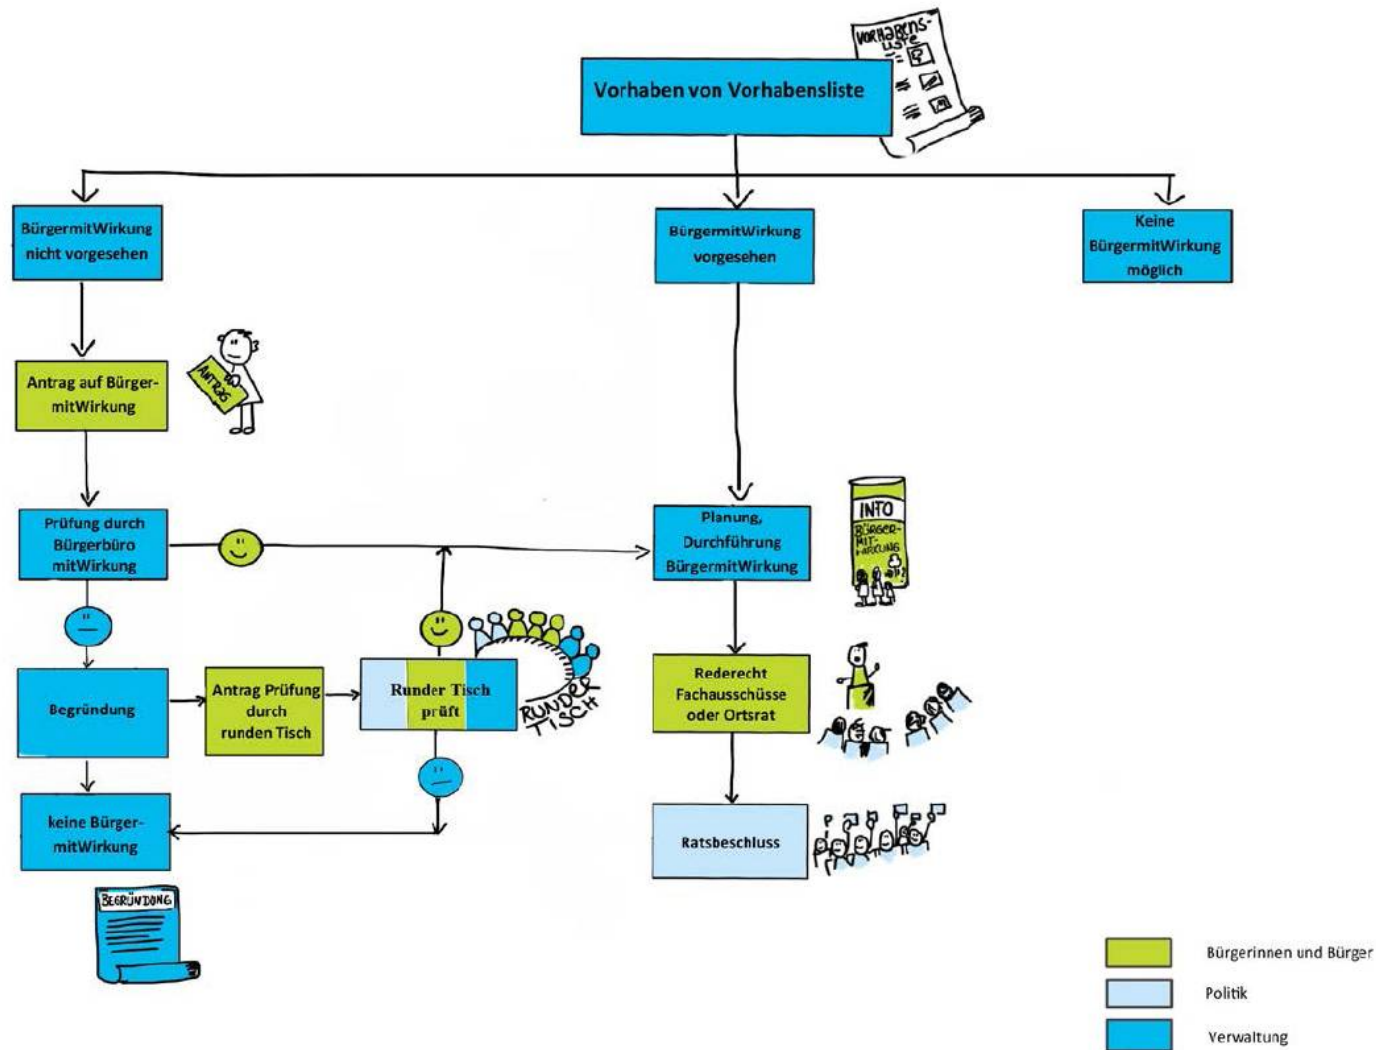 VORHABENS-
LISTE
Vorhaben von Vorhabensliste
BürgermitWirkung
nicht vorgesehen
BürgermitWirkung
vorgesehen
Keine
BürgermitWirkung
möglich
Antrag auf Bürger-
mitWirkung
ANTRAG
Prüfung durch
Bürgerbüro
mitWirkung
Planung,
Durchführung
BürgermitWirkung
INFO
BÜRGER-
MIT-
WIRKUNG
Begründung
Antrag Prüfung
durch
runden Tisch
Runder Tisch
prüft
RUNDER
TISCH
Rederecht
Fachausschüsse
oder Ortsrat
keine Bürger-
mitWirkung
Ratsbeschluss
BEGRÜNDUNG
Bürgerinnen und Bürger
Politik
Verwaltung